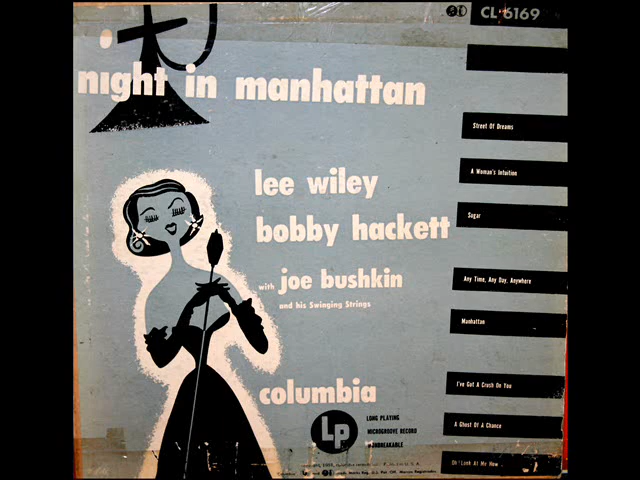 CL 6169
night in manhattan
lee wiley
bobby hackett
with joe bushkin
and his Swinging Strings
columbia
Lp
LONG PLAYING
MICROGROOVE RECORD
Street Of Dreams
A Woman's Intuition
Sugar
Any Time, Any Day, Anywhere
Manhattan
I've Got A Crush On You
A Ghost Of A Chance
Oh! Look At Me Now